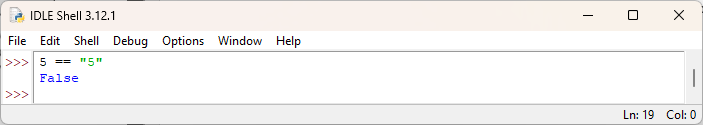 IDLE Shell 3.12.1
File Edit Shell Debug Options Window Help
>>> 5 == "5"
False
>>>
Ln: 19 Col: 0